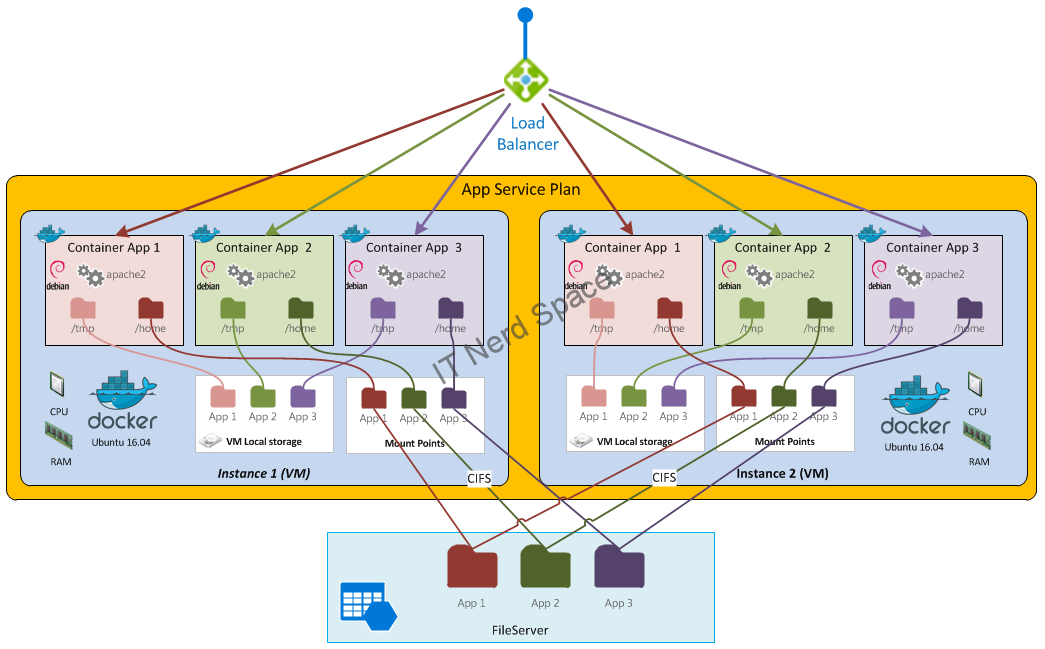 Load
Balancer
App Service Plan
Container App 1
debian
apache2
/tmp
/home
Container App 2
debian
apache2
/tmp
/home
Container App 3
debian
apache2
/tmp
/home
CPU
RAM
docker
Ubuntu 16.04
App 1
App 2
App 3
VM Local storage
App 1
App 2
App 3
Mount Points
Instance 1 (VM)
Container App 1
debian
apache2
/tmp
/home
Container App 2
debian
apache2
/tmp
/home
Container App 3
debian
apache2
/tmp
/home
App 1
App 2
App 3
VM Local storage
App 1
App 2
App 3
Mount Points
docker
Ubuntu 16.04
CPU
RAM
Instance 2 (VM)
IT Nerd Space
CIFS
CIFS
App 1
App 2
App 3
FileServer